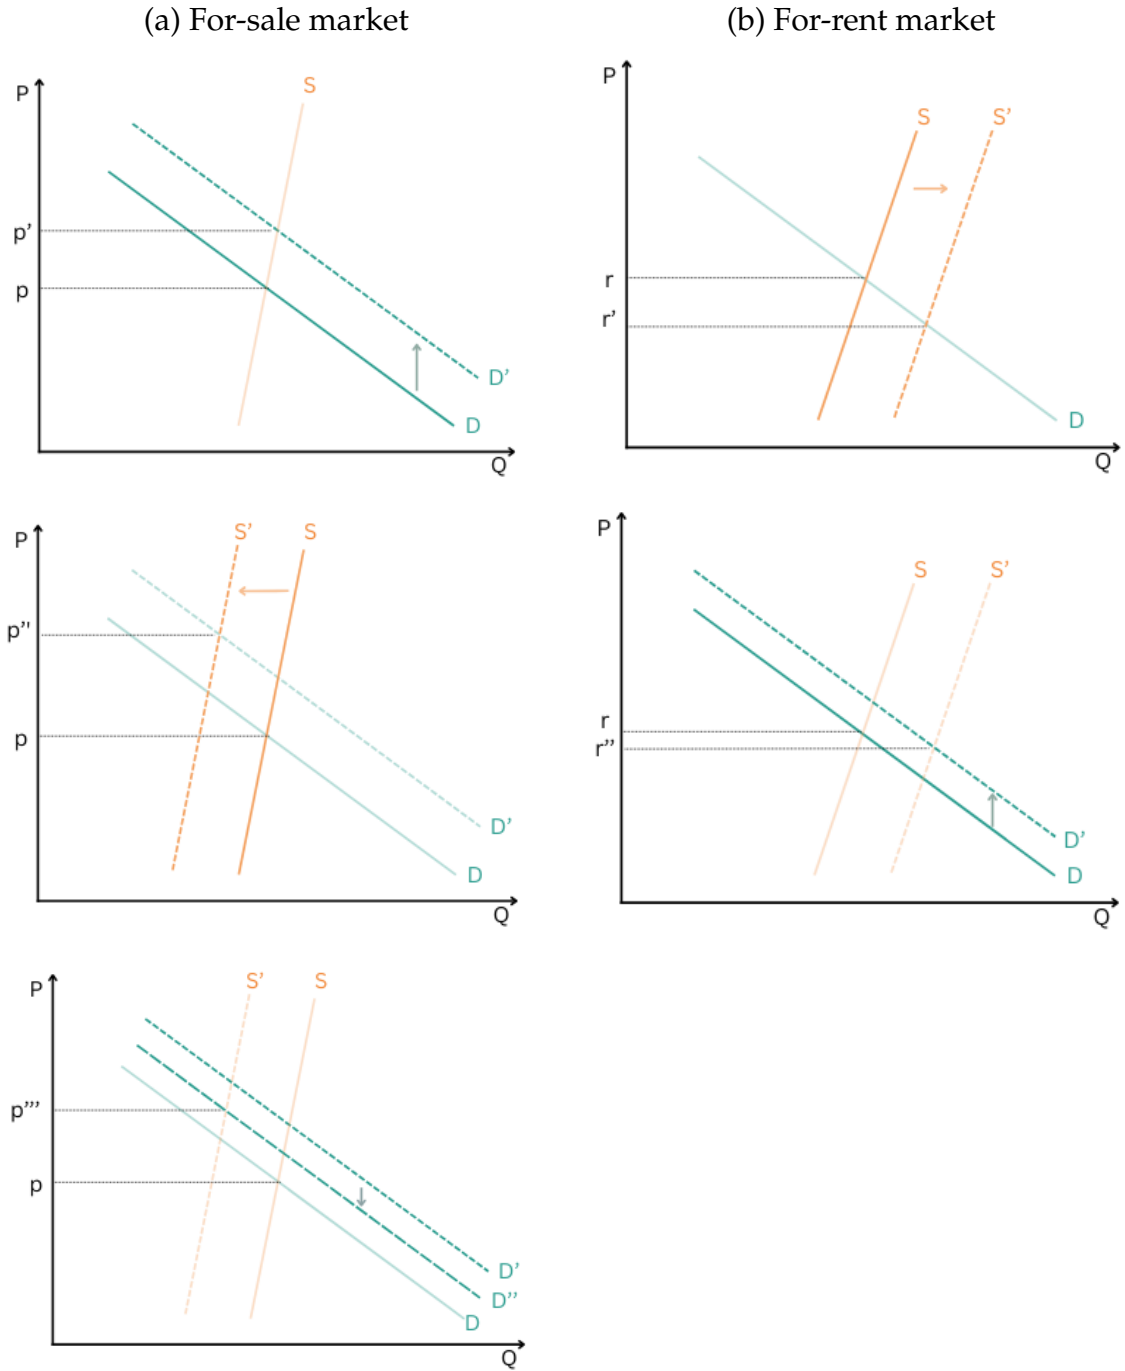 (a) For-sale market
(b) For-rent market
P
S
p'
p
D'
D
Q
P
S
S'
r
r'
D
Q
P
S'
S
p''
p
D'
D
Q
P
S
S'
r
r''
D'
D
Q
P
S'
S
p'''
p
D'
D''
D
Q